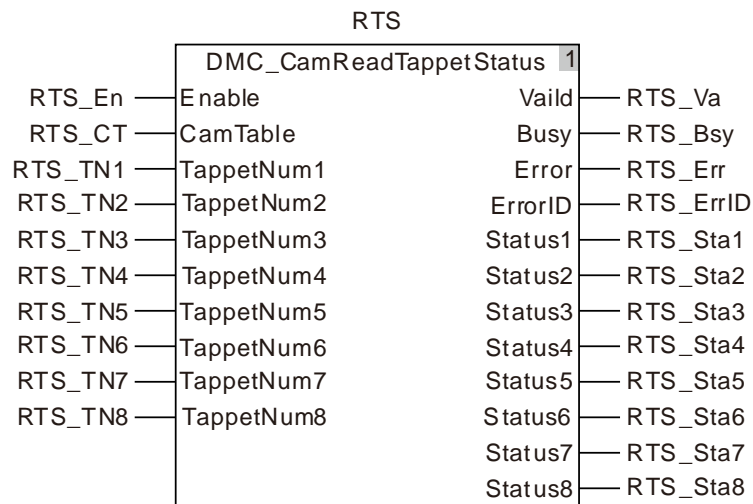 RTS
DMC_CamReadTappetStatus 1
RTS_En Enable Vaild RTS_Va
RTS_CT CamTable Busy RTS_Bsy
RTS_TN1 TappetNum1 Error RTS_Err
RTS_TN2 TappetNum2 ErrorID RTS_ErrID
RTS_TN3 TappetNum3 Status1 RTS_Sta1
RTS_TN4 TappetNum4 Status2 RTS_Sta2
RTS_TN5 TappetNum5 Status3 RTS_Sta3
RTS_TN6 TappetNum6 Status4 RTS_Sta4
RTS_TN7 TappetNum7 Status5 RTS_Sta5
RTS_TN8 TappetNum8 Status6 RTS_Sta6
Status7 RTS_Sta7
Status8 RTS_Sta8